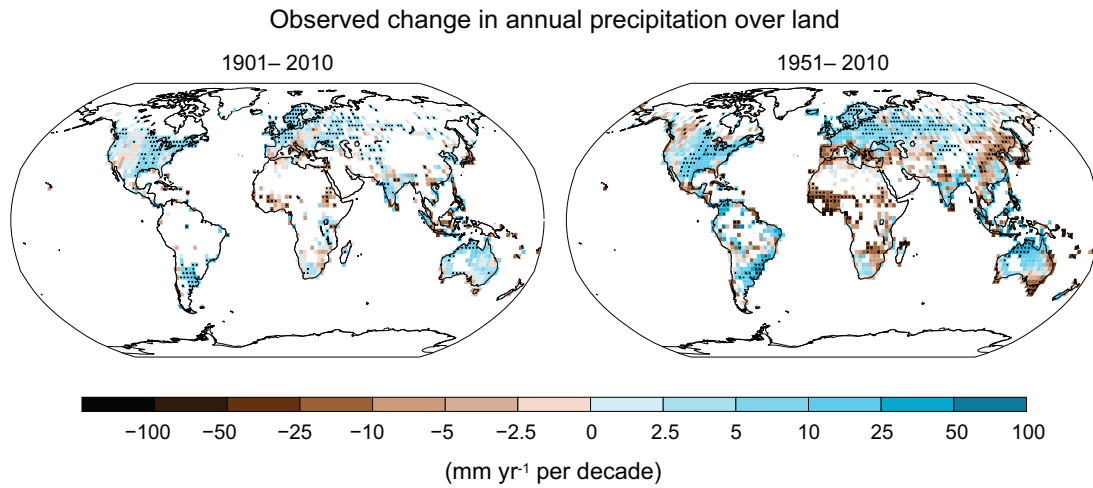 Observed change in annual precipitation over land
1901– 2010
1951– 2010
−100 −50 −25 −10 −5 −2.5 0 2.5 5 10 25 50 100
(mm yr⁻¹ per decade)